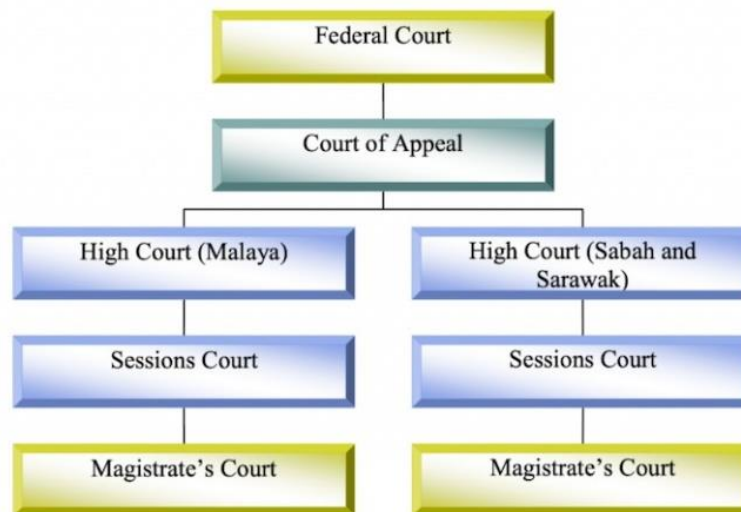 Federal Court
Court of Appeal
High Court (Malaya)
High Court (Sabah and
Sarawak)
Sessions Court
Sessions Court
Magistrate’s Court
Magistrate’s Court